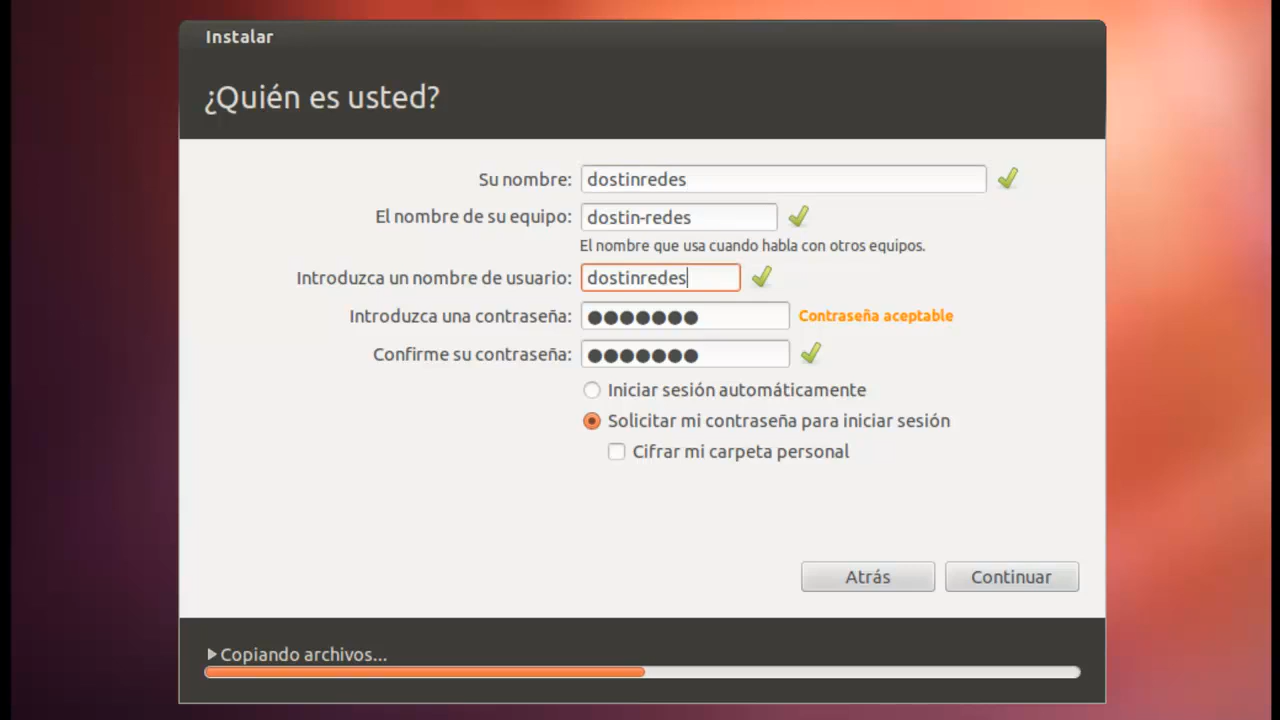 Instalar
¿Quién es usted?
Su nombre: dostinredes
El nombre de su equipo: dostin-redes
El nombre que usa cuando habla con otros equipos.
Introduzca un nombre de usuario: dostinredes
Introduzca una contraseña: ●●●●●●● Contraseña aceptable
Confirme su contraseña: ●●●●●●●
Iniciar sesión automáticamente
Solicitar mi contraseña para iniciar sesión
Cifrar mi carpeta personal
Atrás Continuar
Copiando archivos...